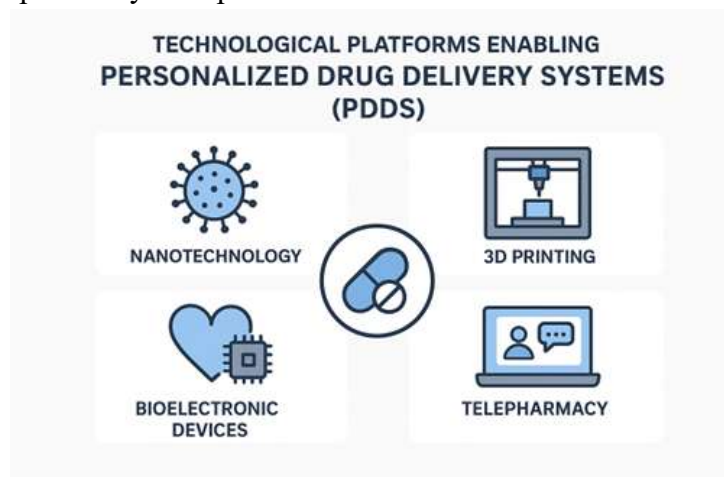 TECHNOLOGICAL PLATFORMS ENABLING
PERSONALIZED DRUG DELIVERY SYSTEMS
(PDDS)
NANOTECHNOLOGY
3D PRINTING
BIOELECTRONIC
DEVICES
TELEPHARMACY